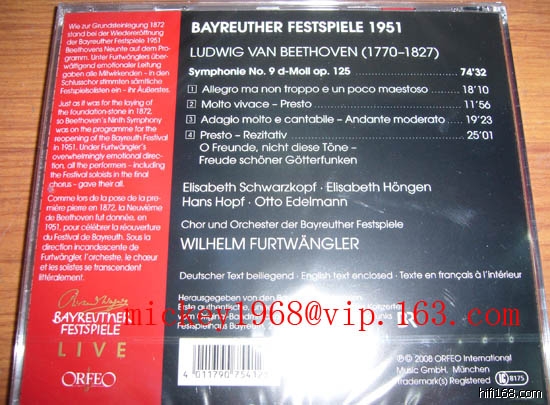 Wie zur Grundsteinlegung 1872
stand bei der Wiedereröffnung
der Bayreuther Festspiele 1951
Beethovens Neunte auf dem Pro-
gramm. Unter Furtwänglers über-
wältigend emotionaler Leitung
gaben alle Mitwirkenden - in den
Schlusschor stimmten sämtliche
Festspielsolisten ein - ihr Äußerstes.
Just as it was for the laying of
the foundation-stone in 1872,
so Beethoven's Ninth Symphony
was on the programme for the
reopening of the Bayreuth Festival
in 1951. Under Furtwängler's
overwhelmingly emotional direc-
tion, all the performers - including
the Festival soloists in the final
chorus - gave their all.
Comme lors de la pose de la pre-
mière pierre en 1872, la Neuvième
de Beethoven fut donnée, en
1951, pour célébrer la réouverture
du Festival de Bayreuth. Sous la
direction incandescente de
Furtwängler, l'orchestre, le chœur
et les solistes se transcendent
littéralement.
BAYREUTHER
FESTSPIELE
LIVE
ORFEO
BAYREUTHER FESTSPIELE 1951
LUDWIG VAN BEETHOVEN (1770–1827)
Symphonie No. 9 d-Moll op. 125 74'32
1 Allegro ma non troppo e un poco maestoso 18'10
2 Molto vivace – Presto 11'56
3 Adagio molto e cantabile – Andante moderato 19'23
4 Presto – Rezitativ 25'01
O Freunde, nicht diese Töne –
Freude schöner Götterfunken
Elisabeth Schwarzkopf · Elisabeth Höngen
Hans Hopf · Otto Edelmann
Chor und Orchester der Bayreuther Festspiele
WILHELM FURTWÄNGLER
Deutscher Text beiliegend · English text enclosed · Texte en français à l'intérieur
Herausgegeben von den
Erste authentische
vom Original-Band
Festspielhaus Bayreuth
BR
mickey1968@vip.163.com
4 011790 75412
℗ © 2008 ORFEO International
Music GmbH, München
Trademark(s) Registered
LC 8175
hifi168.com